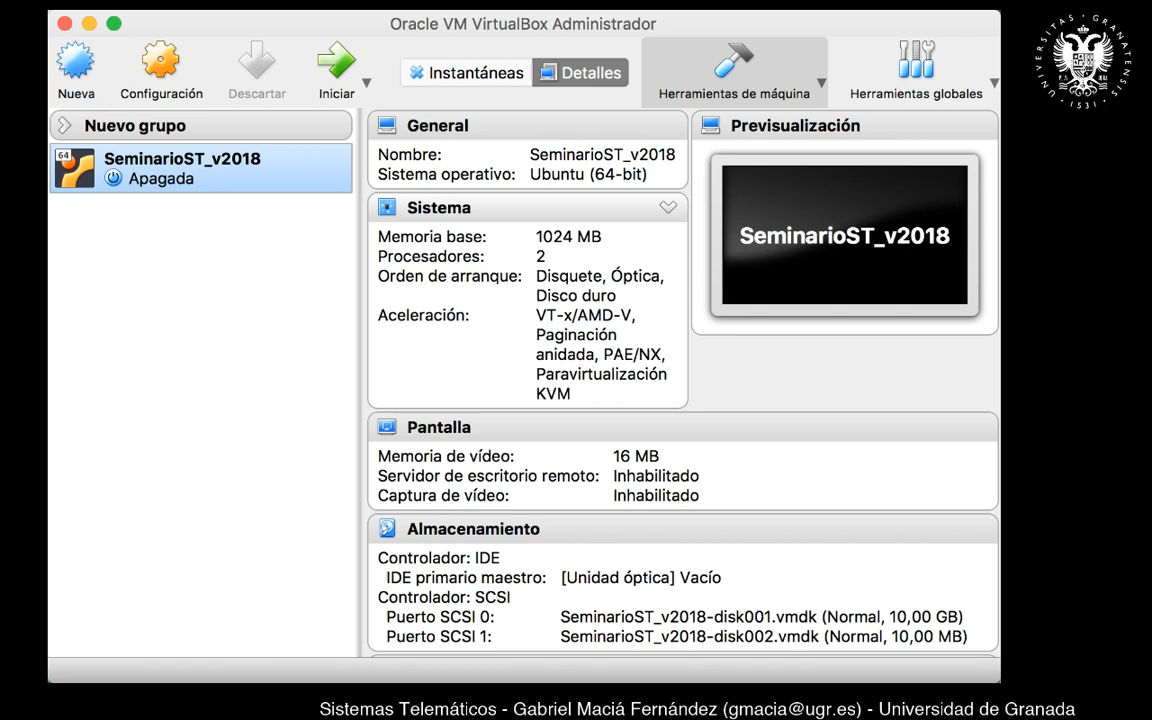 Oracle VM VirtualBox Administrador
Nueva
Configuración
Descartar
Iniciar
Instantáneas
Detalles
Herramientas de máquina
Herramientas globales
UNIVERSITAS GRANATENSIS
1531
Nuevo grupo
64
SeminarioST_v2018
Apagada
General
Nombre: SeminarioST_v2018
Sistema operativo: Ubuntu (64-bit)
Previsualización
SeminarioST_v2018
Sistema
Memoria base: 1024 MB
Procesadores: 2
Orden de arranque: Disquete, Óptica,
Disco duro
Aceleración: VT-x/AMD-V,
Paginación
anidada, PAE/NX,
Paravirtualización
KVM
Pantalla
Memoria de vídeo: 16 MB
Servidor de escritorio remoto: Inhabilitado
Captura de vídeo: Inhabilitado
Almacenamiento
Controlador: IDE
IDE primario maestro: [Unidad óptica] Vacío
Controlador: SCSI
Puerto SCSI 0: SeminarioST_v2018-disk001.vmdk (Normal, 10,00 GB)
Puerto SCSI 1: SeminarioST_v2018-disk002.vmdk (Normal, 10,00 MB)
Sistemas Telemáticos - Gabriel Maciá Fernández (gmacia@ugr.es) - Universidad de Granada